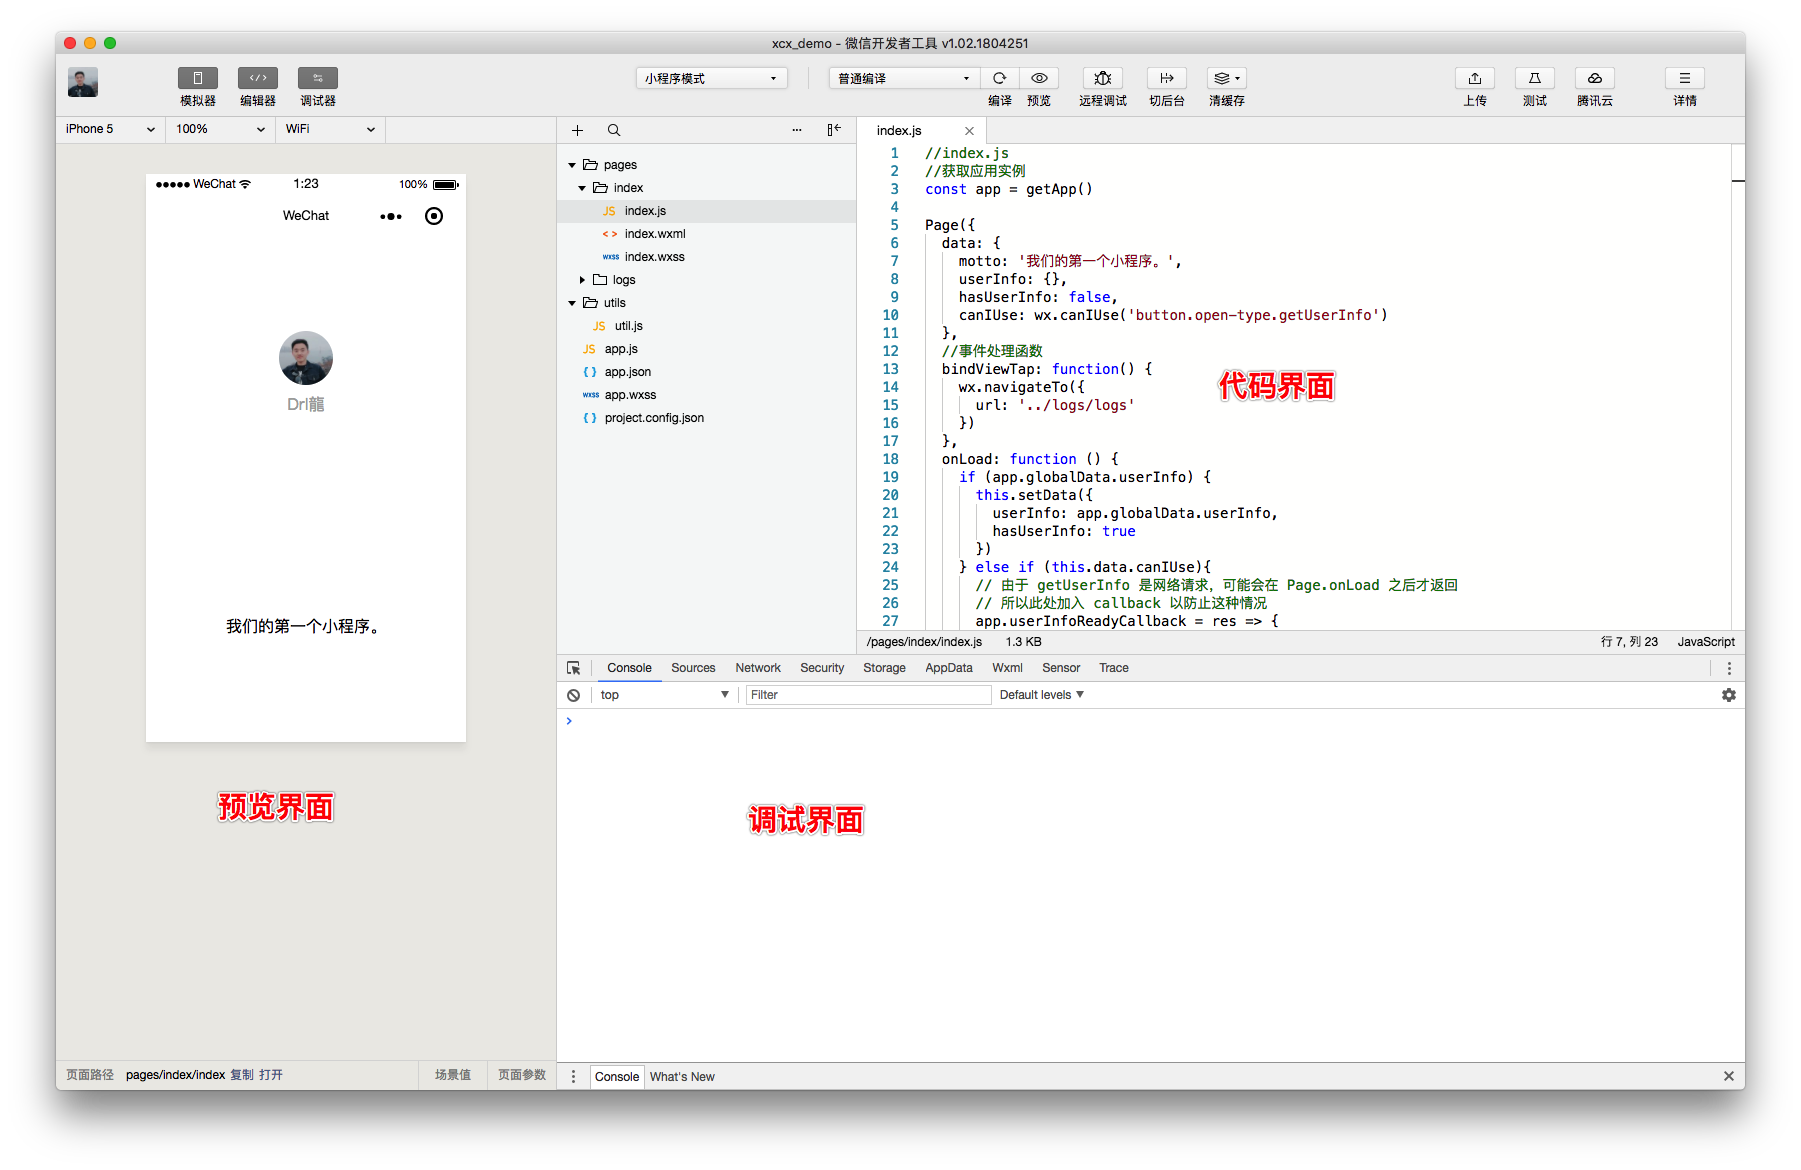 xcx_demo - 微信开发者工具 v1.02.1804251
模拟器 编辑器 调试器
小程序模式
普通编译
编译 预览 远程调试 切后台 清缓存
上传 测试 腾讯云 详情
iPhone 5 100% WiFi
WeChat 1:23 100%
WeChat
Drl龍
我们的第一个小程序。
预览界面
页面路径 pages/index/index 复制 打开 场景值 页面参数
pages
index
JS index.js
< > index.wxml
wxss index.wxss
logs
utils
JS util.js
JS app.js
{ } app.json
wxss app.wxss
{ } project.config.json
index.js
1 //index.js
2 //获取应用实例
3 const app = getApp()
4
5 Page({
6 data: {
7 motto: '我们的第一个小程序。',
8 userInfo: {},
9 hasUserInfo: false,
10 canIUse: wx.canIUse('button.open-type.getUserInfo')
11 },
12 //事件处理函数
13 bindViewTap: function() {
14 wx.navigateTo({
15 url: '../logs/logs'
16 })
17 },
18 onLoad: function () {
19 if (app.globalData.userInfo) {
20 this.setData({
21 userInfo: app.globalData.userInfo,
22 hasUserInfo: true
23 })
24 } else if (this.data.canIUse){
25 // 由于 getUserInfo 是网络请求，可能会在 Page.onLoad 之后才返回
26 // 所以此处加入 callback 以防止这种情况
27 app.userInfoReadyCallback = res => {
代码界面
/pages/index/index.js 1.3 KB 行 7, 列 23 JavaScript
Console Sources Network Security Storage AppData Wxml Sensor Trace
top Filter Default levels
调试界面
Console What's New